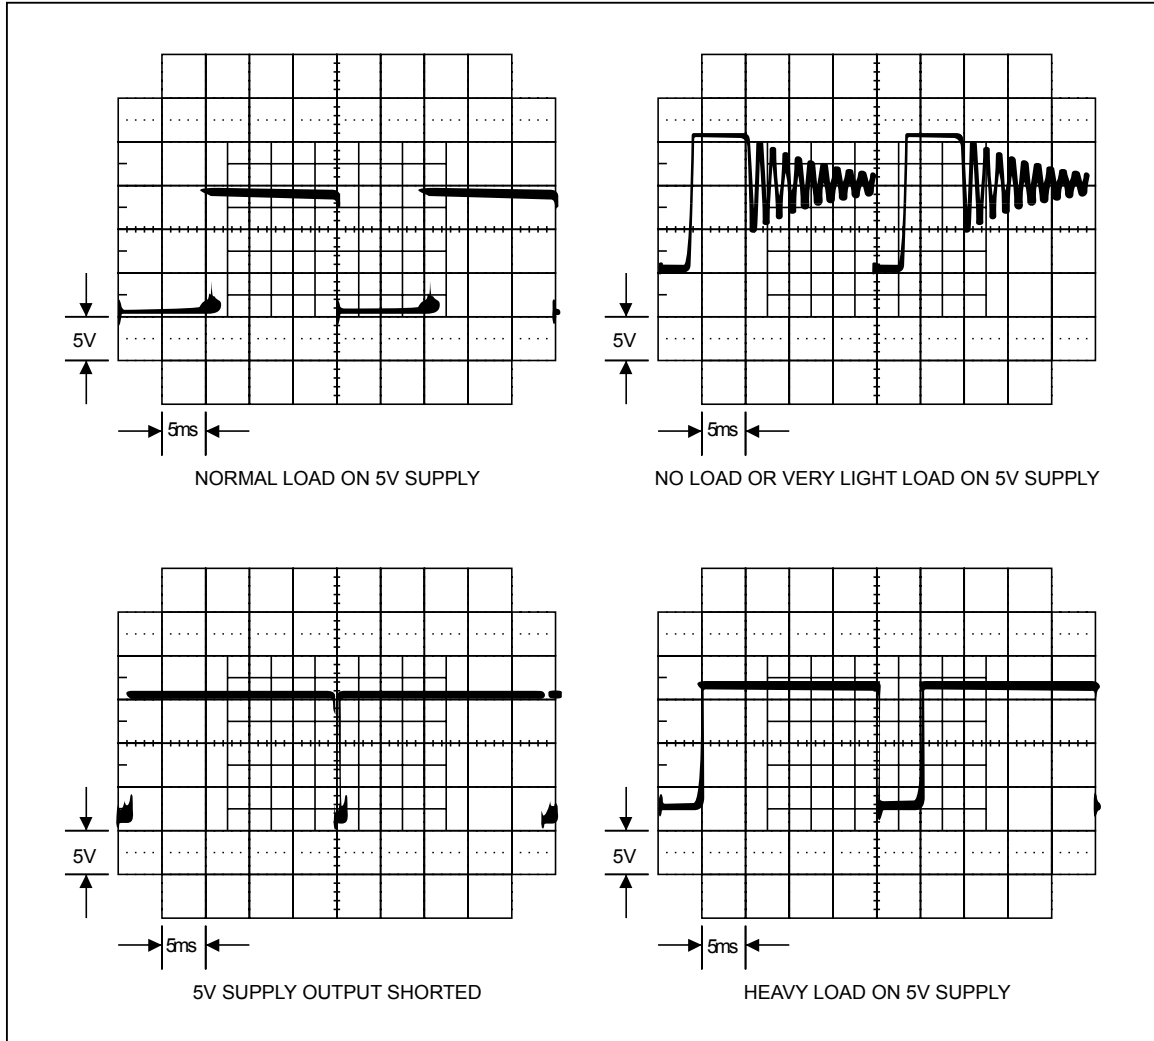 5V
5V
5ms
5ms
NORMAL LOAD ON 5V SUPPLY
NO LOAD OR VERY LIGHT LOAD ON 5V SUPPLY
5V
5V
5ms
5ms
5V SUPPLY OUTPUT SHORTED
HEAVY LOAD ON 5V SUPPLY